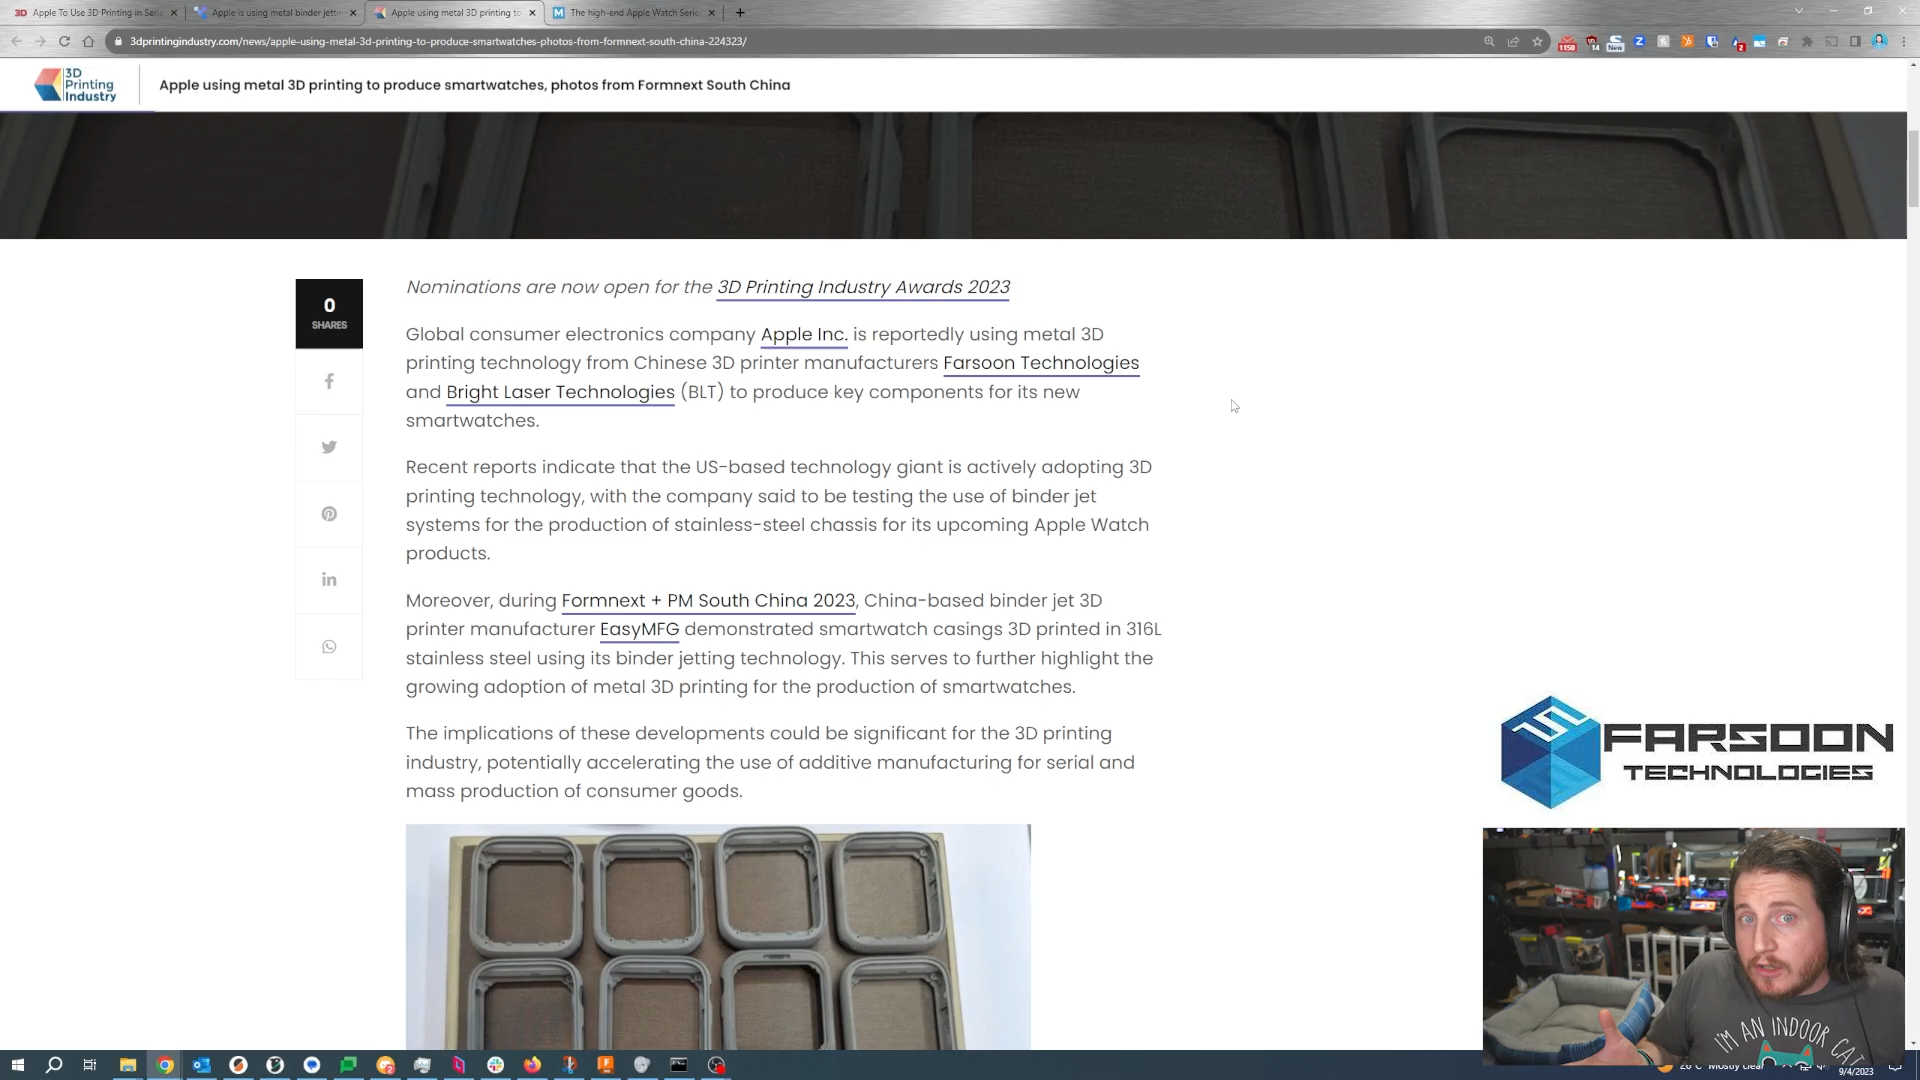 3D Apple To Use 3D Printing in Serie
Apple is using metal binder jettin
Apple using metal 3D printing to
The high-end Apple Watch Serie
3dprintingindustry.com/news/apple-using-metal-3d-printing-to-produce-smartwatches-photos-from-formnext-south-china-224323/
1150
14
New
2
3D
Printing
Industry
Apple using metal 3D printing to produce smartwatches, photos from Formnext South China
0
SHARES
Nominations are now open for the 3D Printing Industry Awards 2023
Global consumer electronics company Apple Inc. is reportedly using metal 3D
printing technology from Chinese 3D printer manufacturers Farsoon Technologies
and Bright Laser Technologies (BLT) to produce key components for its new
smartwatches.
Recent reports indicate that the US-based technology giant is actively adopting 3D
printing technology, with the company said to be testing the use of binder jet
systems for the production of stainless-steel chassis for its upcoming Apple Watch
products.
Moreover, during Formnext + PM South China 2023, China-based binder jet 3D
printer manufacturer EasyMFG demonstrated smartwatch casings 3D printed in 316L
stainless steel using its binder jetting technology. This serves to further highlight the
growing adoption of metal 3D printing for the production of smartwatches.
The implications of these developments could be significant for the 3D printing
industry, potentially accelerating the use of additive manufacturing for serial and
mass production of consumer goods.
FARSOON
TECHNOLOGIES
I'M AN INDOOR CAT
Mostly clear
9/4/2023